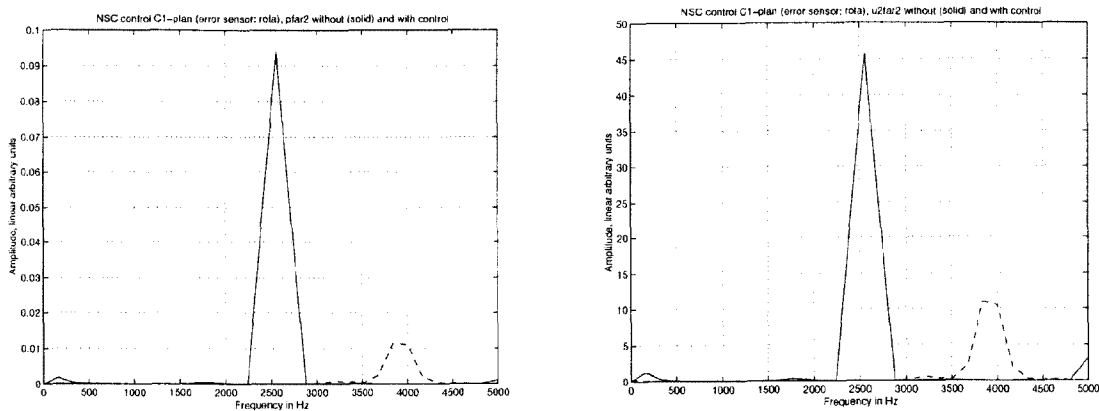 NSC control C1-plan (error sensor: rota), pfar2 without (solid) and with control
0.1
0.09
0.08
0.07
0.06
0.05
0.04
0.03
0.02
0.01
0
Amplitude, linear arbitrary units
0 500 1000 1500 2000 2500 3000 3500 4000 4500 5000
Frequency in Hz
NSC control C1-plan (error sensor: rota), u2far2 without (solid) and with control
50
45
40
35
30
25
20
15
10
5
0
Amplitude, linear arbitrary units
0 500 1000 1500 2000 2500 3000 3500 4000 4500 5000
Frequency in Hz